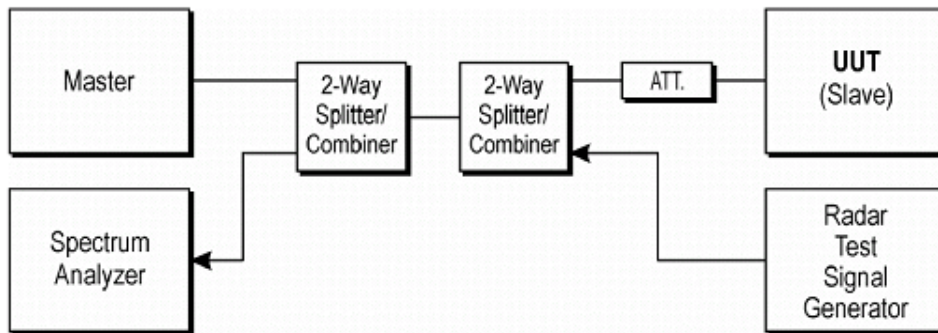 Master
2-Way
Splitter/
Combiner
2-Way
Splitter/
Combiner
ATT.
UUT
(Slave)
Spectrum
Analyzer
Radar
Test
Signal
Generator